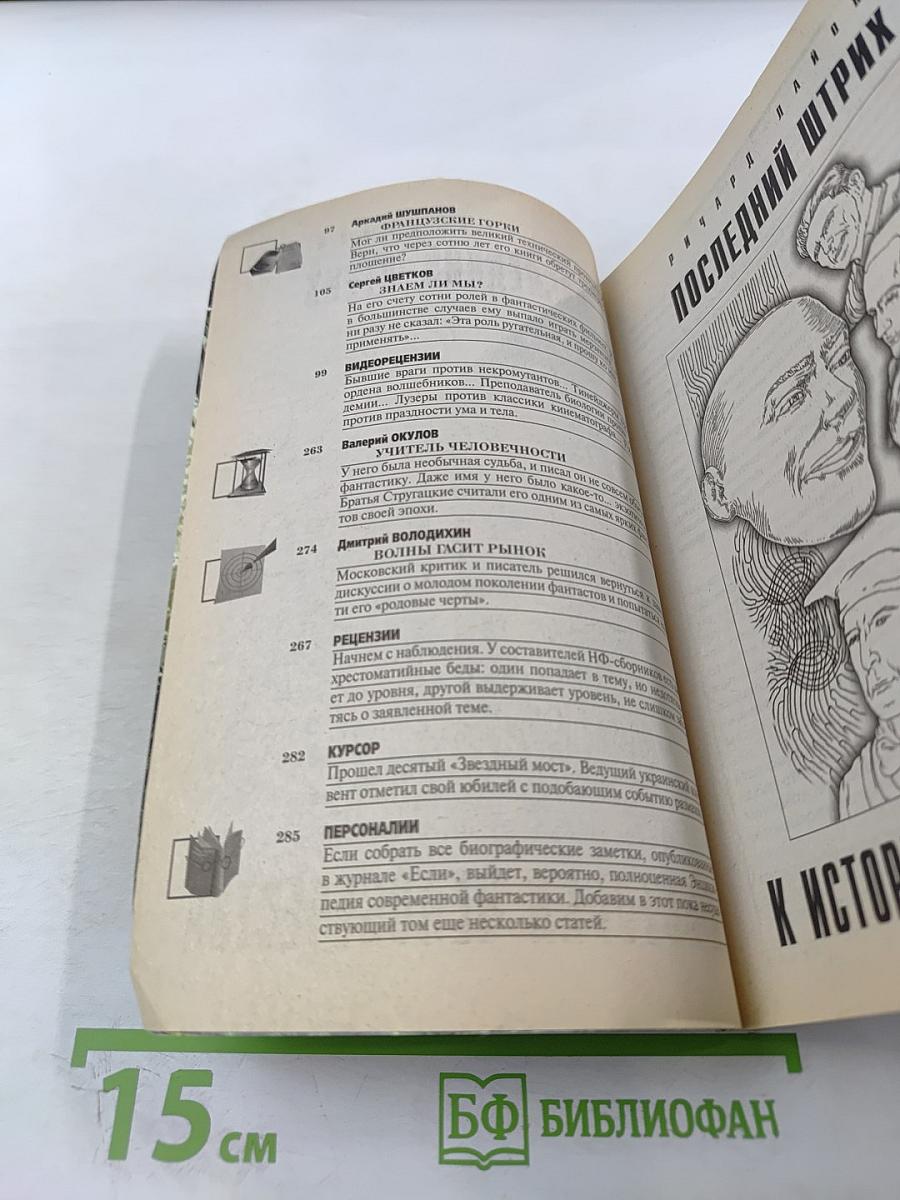 97
Аркадий ШУШПАНОВ
ФРАНЦУЗСКИЕ ГОРКИ
Мог ли предположить великий технический
Верн, что через сотню лет его книги обретут
площение?
105
Сергей ЦВЕТКОВ
ЗНАЕМ ЛИ МЫ?
На его счету сотни ролей в фантастических
в большинстве случаев ему выпало играть
ни разу не сказал: «Эта роль ругательная, и прошу ко
применять»...
99
ВИДЕОРЕЦЕНЗИИ
Бывшие враги против некромутантов...
ордена волшебников... Преподаватель биологии
демии... Лузеры против классики кинематографа
против праздности ума и тела.
263
Валерий ОКУЛОВ
УЧИТЕЛЬ ЧЕЛОВЕЧНОСТИ
У него была необычная судьба, и писал он не совсем
фантастику. Даже имя у него было какое-то...
Братья Стругацкие считали его одним из самых ярких
тов своей эпохи.
274
Дмитрий ВОЛОДИХИН
ВОЛНЫ ГАСИТ РЫНОК
Московский критик и писатель решился вернуться к
дискуссии о молодом поколении фантастов и попытаться
ти его «родовые черты».
267
РЕЦЕНЗИИ
Начнем с наблюдения. У составителей НФ-сборников
хрестоматийные беды: один попадает в тему, но
ет до уровня, другой выдерживает уровень, не слишком
тясь о заявленной теме.
282
КУРСОР
Прошел десятый «Звездный мост». Ведущий украинский
вент отметил свой юбилей с подобающим событию
285
ПЕРСОНАЛИИ
Если собрать все биографические заметки,
в журнале «Если», выйдет, вероятно, полноценная
педия современной фантастики. Добавим в этот пока
ствующий том еще несколько статей.
РИЧАРД
ПОСЛЕДНИЙ ШТРИХ
К
15 см
БФ БИБЛИОФАН